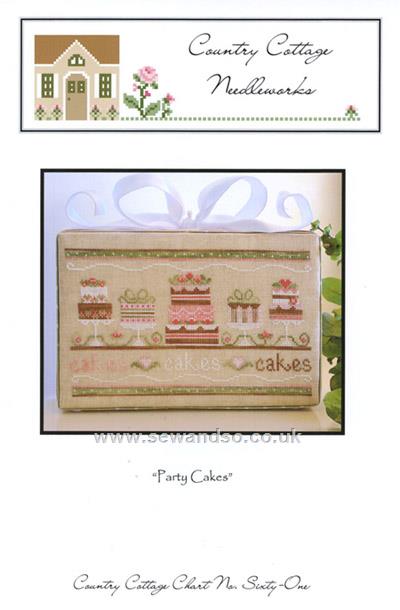 Country Cottage
Needleworks
cakes cakes cakes
www.sewandso.co.uk
"Party Cakes"
Country Cottage Chart No. Sixty-One